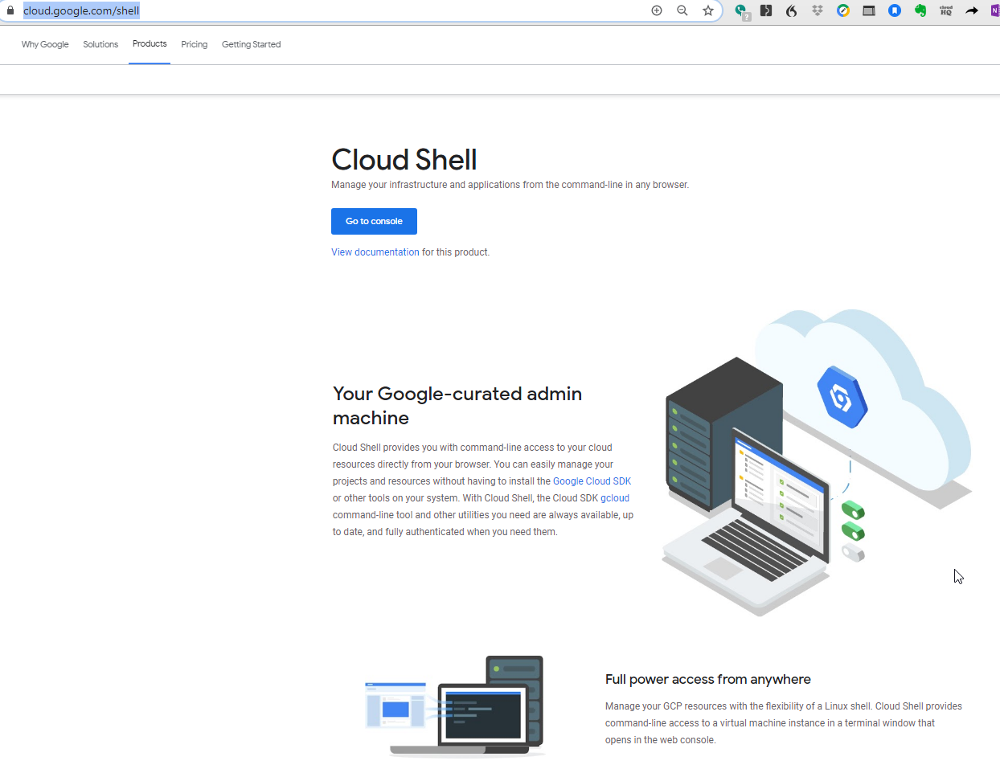 cloud.google.com/shell
?
cloud
HQ
N
Why Google Solutions Products Pricing Getting Started
Cloud Shell
Manage your infrastructure and applications from the command-line in any browser.
Go to console
View documentation for this product.
Your Google-curated admin
machine
Cloud Shell provides you with command-line access to your cloud
resources directly from your browser. You can easily manage your
projects and resources without having to install the Google Cloud SDK
or other tools on your system. With Cloud Shell, the Cloud SDK gcloud
command-line tool and other utilities you need are always available, up
to date, and fully authenticated when you need them.
Full power access from anywhere
Manage your GCP resources with the flexibility of a Linux shell. Cloud Shell provides
command-line access to a virtual machine instance in a terminal window that
opens in the web console.